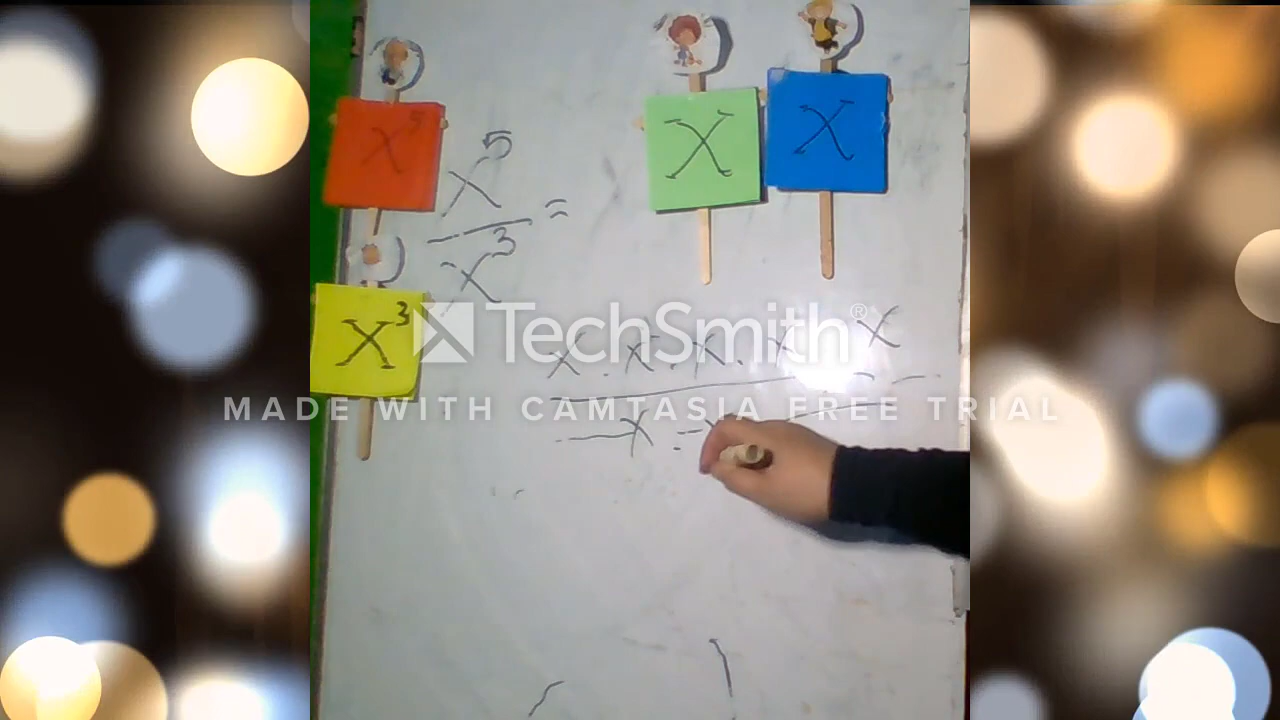 x⁵
X
X
x⁵
— =
x³
X³
TechSmith®
x . x . x . x x
MADE WITH CAMTASIA FREE TRIAL
x